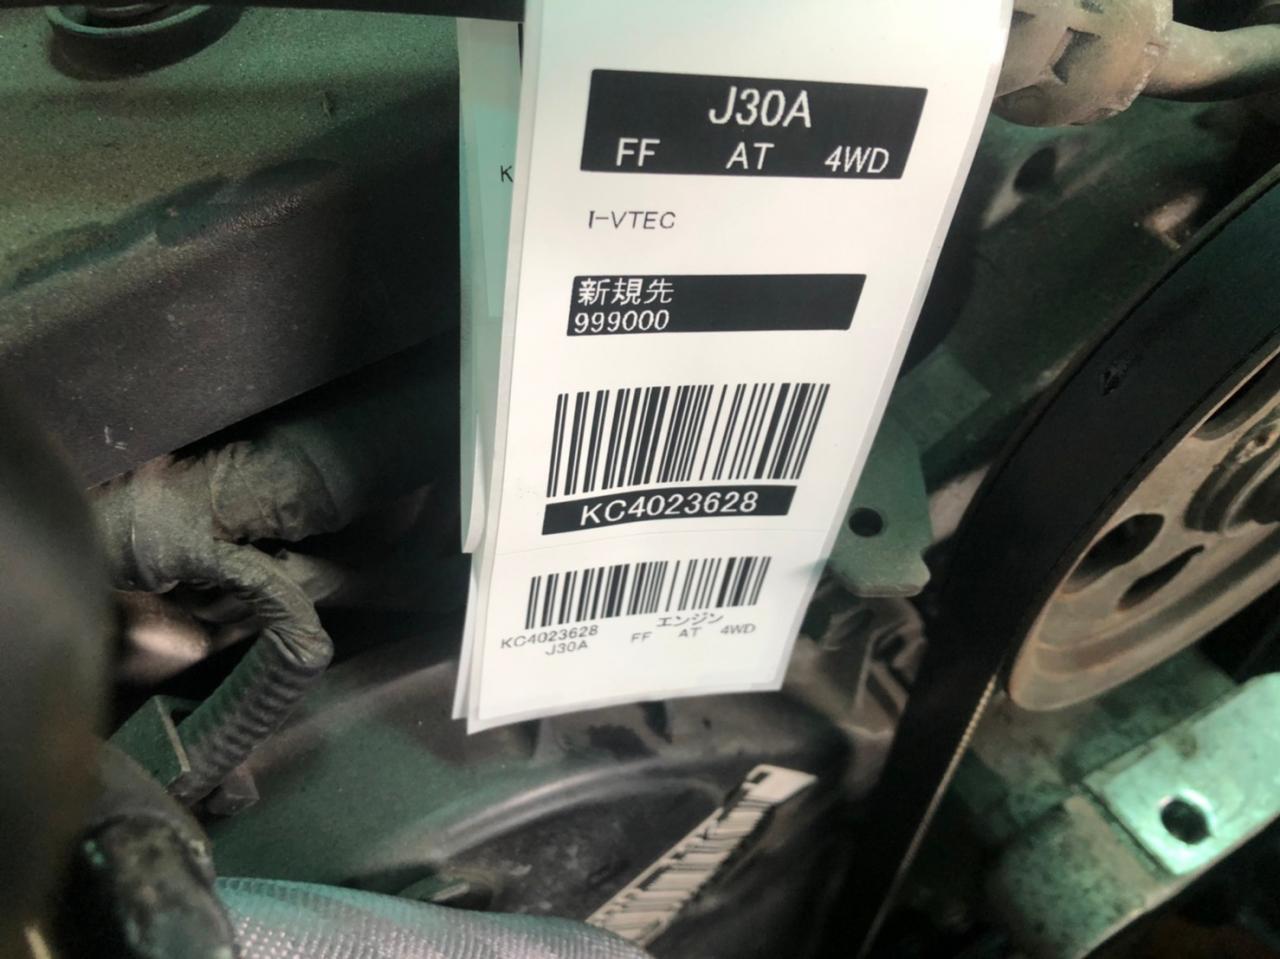 J30A
FF AT 4WD
I-VTEC
新規先
999000
KC4023628
エンジン
KC4023628 FF AT 4WD
J30A
K